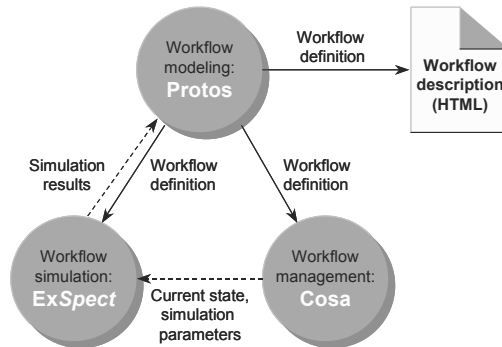 Workflow
modeling:
Protos
Workflow
definition
Workflow
description
(HTML)
Simulation
results
Workflow
definition
Workflow
definition
Workflow
simulation:
ExSpect
Current state,
simulation
parameters
Workflow
management:
Cosa